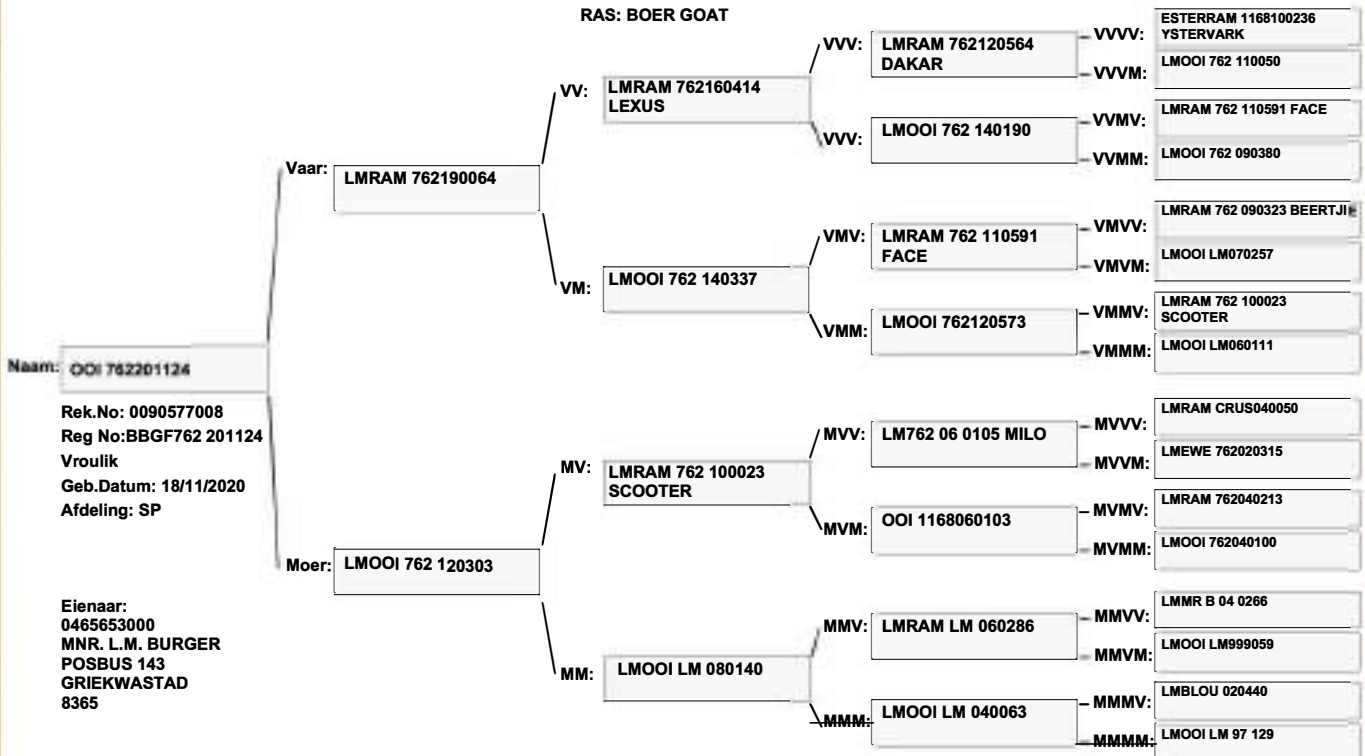 RAS: BOER GOAT
Naam: OOI 762201124
Rek.No: 0090577008
Reg No:BBGF762 201124
Vroulik
Geb.Datum: 18/11/2020
Afdeling: SP
Eienaar:
0465653000
MNR. L.M. BURGER
POSBUS 143
GRIEKWASTAD
8365
Vaar: LMRAM 762190064
Moer: LMOOI 762 120303
VV: LMRAM 762160414
LEXUS
VM: LMOOI 762 140337
MV: LMRAM 762 100023
SCOOTER
MM: LMOOI LM 080140
VVV: LMRAM 762120564
DAKAR
VVV: LMOOI 762 140190
VMV: LMRAM 762 110591
FACE
VMM: LMOOI 762120573
MVV: LM762 06 0105 MILO
MVM: OOI 1168060103
MMV: LMRAM LM 060286
MMM: LMOOI LM 040063
VVVV: ESTERRAM 1168100236
YSTERVARK
VVVM: LMOOI 762 110050
VVMV: LMRAM 762 110591 FACE
VVMM: LMOOI 762 090380
VMVV: LMRAM 762 090323 BEERTJIE
VMVM: LMOOI LM070257
VMMV: LMRAM 762 100023
SCOOTER
VMMM: LMOOI LM060111
MVVV: LMRAM CRUS040050
MVVM: LMEWE 762020315
MVMV: LMRAM 762040213
MVMM: LMOOI 762040100
MMVV: LMMR B 04 0266
MMVM: LMOOI LM999059
MMMV: LMBLOU 020440
MMMM: LMOOI LM 97 129